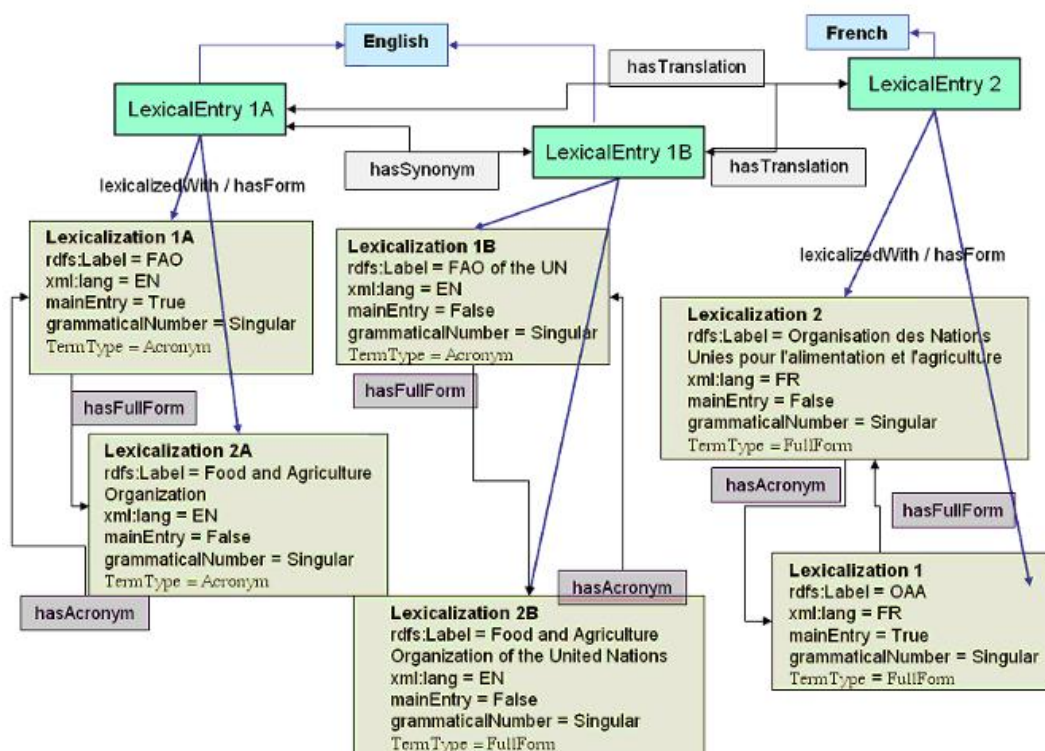 English
French
hasTranslation
LexicalEntry 1A
LexicalEntry 2
LexicalEntry 1B
hasSynonym
hasTranslation
lexicalizedWith / hasForm
Lexicalization 1A
rdfs:Label = FAO
xml:lang = EN
mainEntry = True
grammaticalNumber = Singular
TermType = Acronym
Lexicalization 1B
rdfs:Label = FAO of the UN
xml:lang = EN
mainEntry = False
grammaticalNumber = Singular
TermType = Acronym
lexicalizedWith / hasForm
Lexicalization 2
rdfs:Label = Organisation des Nations
Unies pour l'alimentation et l'agriculture
xml:lang = FR
mainEntry = False
grammaticalNumber = Singular
TermType = FullForm
hasFullForm
hasFullForm
Lexicalization 2A
rdfs:Label = Food and Agriculture
Organization
xml:lang = EN
mainEntry = False
grammaticalNumber = Singular
TermType = Acronym
hasAcronym
hasFullForm
hasAcronym
hasAcronym
Lexicalization 2B
rdfs:Label = Food and Agriculture
Organization of the United Nations
xml:lang = EN
mainEntry = False
grammaticalNumber = Singular
TermType = FullForm
Lexicalization 1
rdfs:Label = OAA
xml:lang = FR
mainEntry = True
grammaticalNumber = Singular
TermType = FullForm